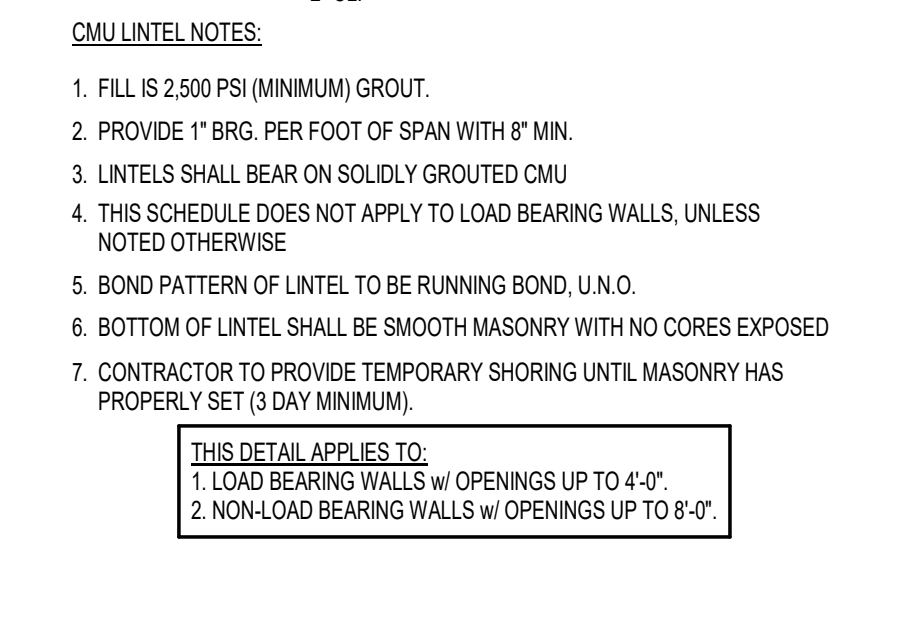 CMU LINTEL NOTES:
1. FILL IS 2,500 PSI (MINIMUM) GROUT.
2. PROVIDE 1" BRG. PER FOOT OF SPAN WITH 8" MIN.
3. LINTELS SHALL BEAR ON SOLIDLY GROUTED CMU
4. THIS SCHEDULE DOES NOT APPLY TO LOAD BEARING WALLS, UNLESS
NOTED OTHERWISE
5. BOND PATTERN OF LINTEL TO BE RUNNING BOND, U.N.O.
6. BOTTOM OF LINTEL SHALL BE SMOOTH MASONRY WITH NO CORES EXPOSED
7. CONTRACTOR TO PROVIDE TEMPORARY SHORING UNTIL MASONRY HAS
PROPERLY SET (3 DAY MINIMUM).
THIS DETAIL APPLIES TO:
1. LOAD BEARING WALLS w/ OPENINGS UP TO 4'-0".
2. NON-LOAD BEARING WALLS w/ OPENINGS UP TO 8'-0".